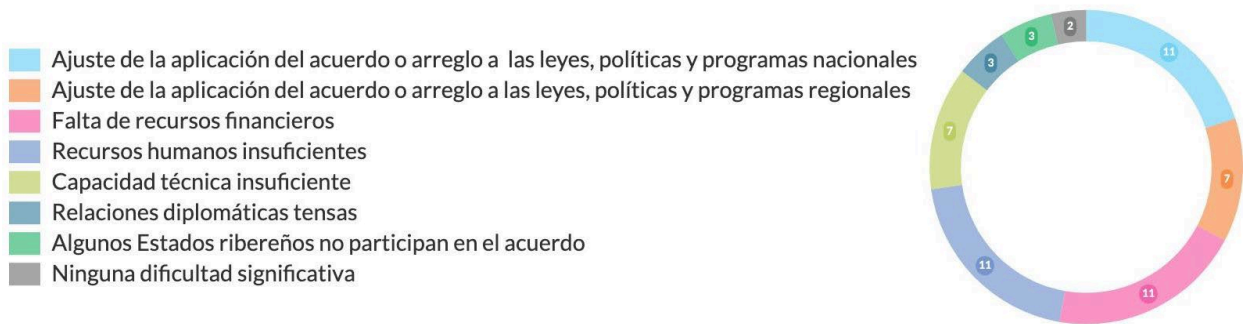 Ajuste de la aplicación del acuerdo o arreglo a las leyes, políticas y programas nacionales
Ajuste de la aplicación del acuerdo o arreglo a las leyes, políticas y programas regionales
Falta de recursos financieros
Recursos humanos insuficientes
Capacidad técnica insuficiente
Relaciones diplomáticas tensas
Algunos Estados ribereños no participan en el acuerdo
Ninguna dificultad significativa
11
7
11
11
7
3
3
2